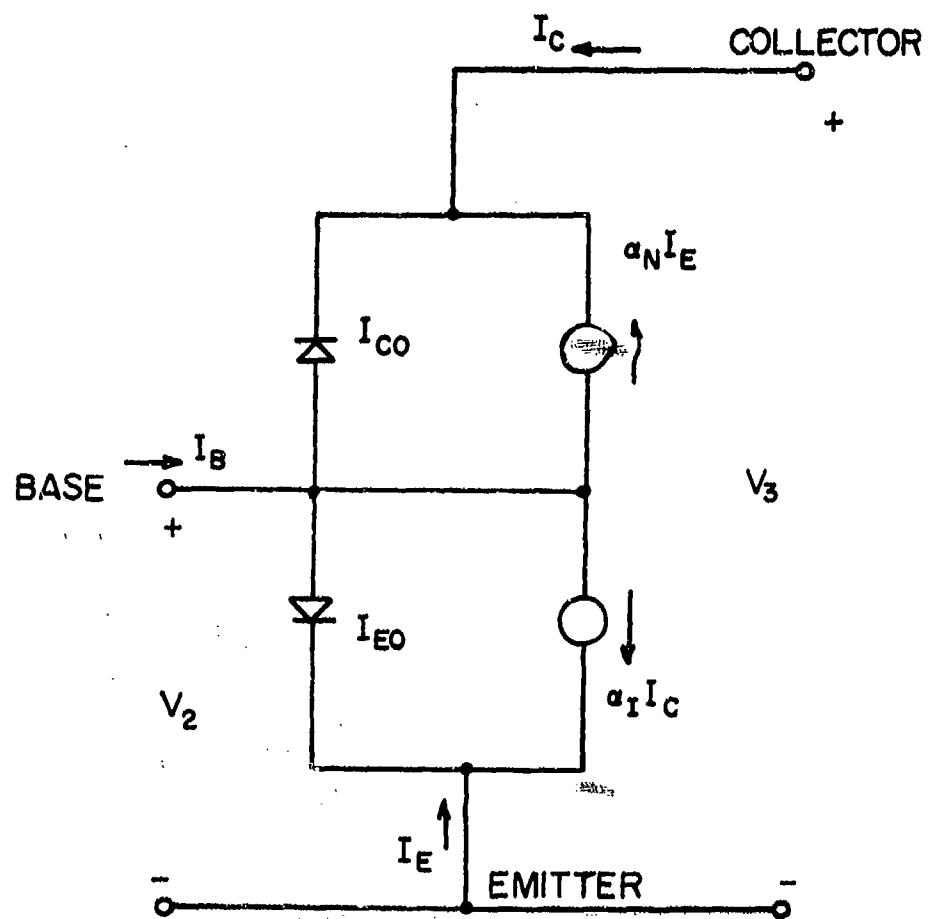 I_C
COLLECTOR
+
α_N I_E
I_CO
I_B
BASE
+
V_3
I_EO
α_I I_C
V_2
I_E
-
EMITTER
-